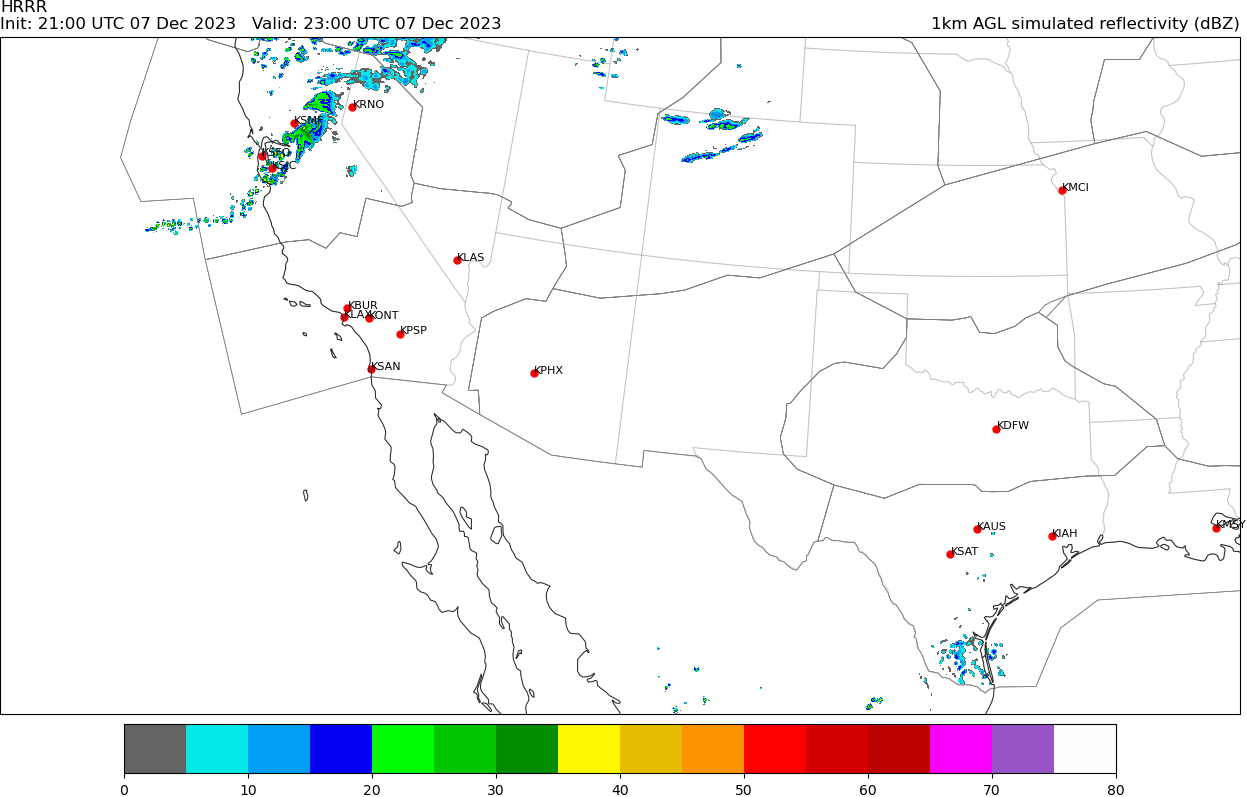 HRRR
Init: 21:00 UTC 07 Dec 2023   Valid: 23:00 UTC 07 Dec 2023
1km AGL simulated reflectivity (dBZ)
KRNO
KSMF
KSFO
KSJC
KMCI
KLAS
KBUR
KLAX KONT
KPSP
KSAN
KPHX
KDFW
KAUS
KMSY
KIAH
KSAT
0 10 20 30 40 50 60 70 80